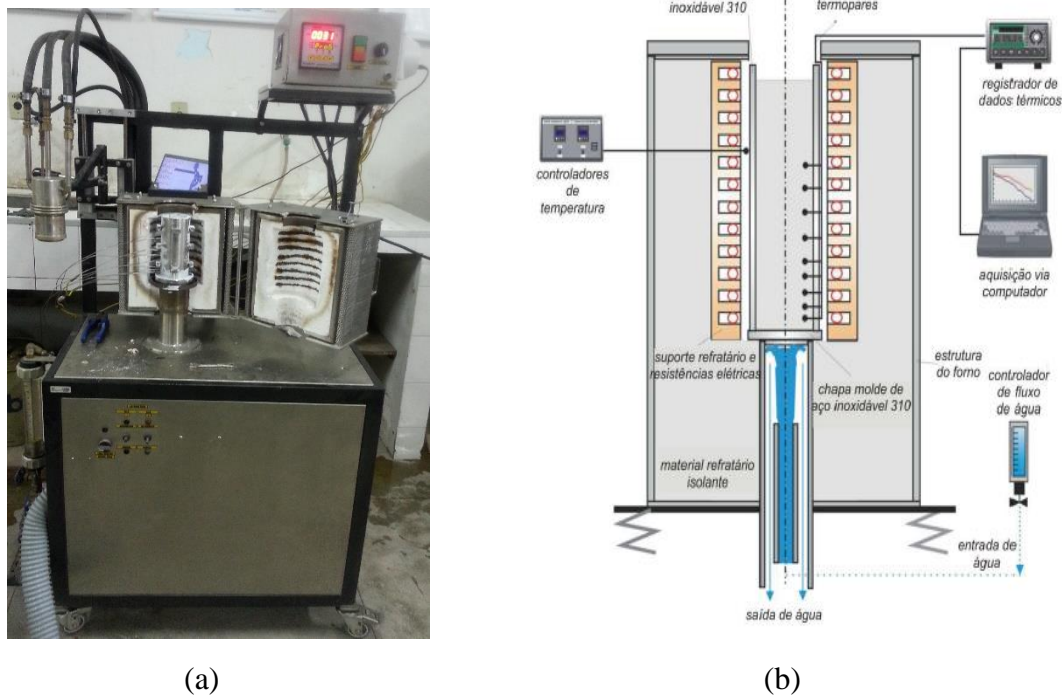 inoxidável 310
termopares
registrador de
dados térmicos
controladores
de
temperatura
aquisição via
computador
suporte refratário e
resistências elétricas
estrutura
do forno
controlador
de fluxo
de água
chapa molde de
aço inoxidável 310
material refratário
isolante
entrada de
água
saída de água
(a)
(b)